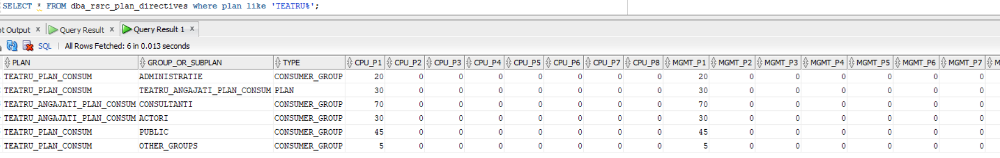 SELECT * FROM dba_rsrc_plan_directives where plan like 'TEATRU%';
ot Output x Query Result x Query Result 1 x
SQL | All Rows Fetched: 6 in 0.013 seconds
PLAN GROUP_OR_SUBPLAN TYPE CPU_P1 CPU_P2 CPU_P3 CPU_P4 CPU_P5 CPU_P6 CPU_P7 CPU_P8 MGMT_P1 MGMT_P2 MGMT_P3 MGMT_P4 MGMT_P5 MGMT_P6 MGMT_P7 M
TEATRU_PLAN_CONSUM ADMINISTRATIE CONSUMER_GROUP 20 0 0 0 0 0 0 0 20 0 0 0 0 0 0
TEATRU_PLAN_CONSUM TEATRU_ANGAJATI_PLAN_CONSUM PLAN 30 0 0 0 0 0 0 0 30 0 0 0 0 0 0
TEATRU_ANGAJATI_PLAN_CONSUM CONSULTANTI CONSUMER_GROUP 70 0 0 0 0 0 0 0 70 0 0 0 0 0 0
TEATRU_ANGAJATI_PLAN_CONSUM ACTORI CONSUMER_GROUP 30 0 0 0 0 0 0 0 30 0 0 0 0 0 0
TEATRU_PLAN_CONSUM PUBLIC CONSUMER_GROUP 45 0 0 0 0 0 0 0 45 0 0 0 0 0 0
TEATRU_PLAN_CONSUM OTHER_GROUPS CONSUMER_GROUP 5 0 0 0 0 0 0 0 5 0 0 0 0 0 0